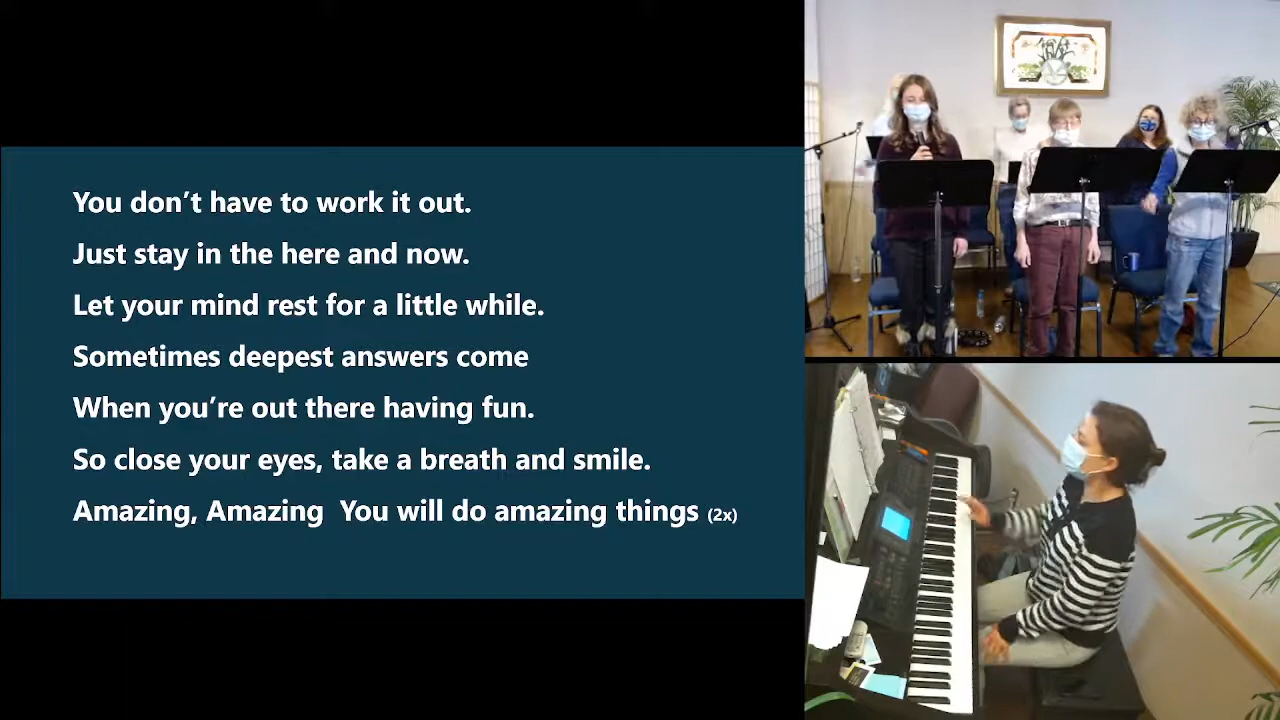 You don’t have to work it out.
Just stay in the here and now.
Let your mind rest for a little while.
Sometimes deepest answers come
When you’re out there having fun.
So close your eyes, take a breath and smile.
Amazing, Amazing  You will do amazing things (2x)